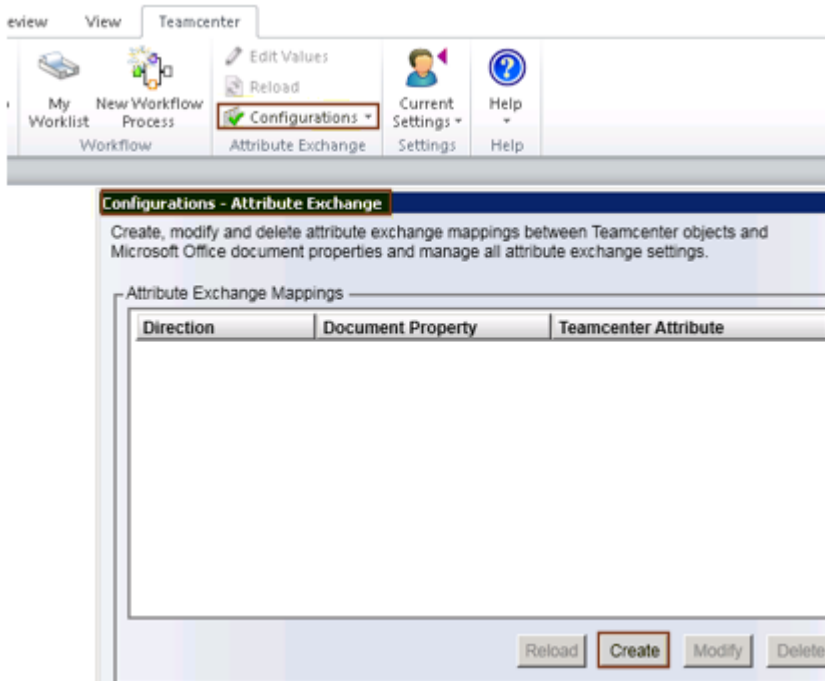 eview View Teamcenter
Edit Values
Reload
My Worklist New Workflow Process Configurations Current Settings Help
Workflow Attribute Exchange Settings Help
Configurations - Attribute Exchange
Create, modify and delete attribute exchange mappings between Teamcenter objects and
Microsoft Office document properties and manage all attribute exchange settings.
Attribute Exchange Mappings
Direction Document Property Teamcenter Attribute
Reload Create Modify Delete